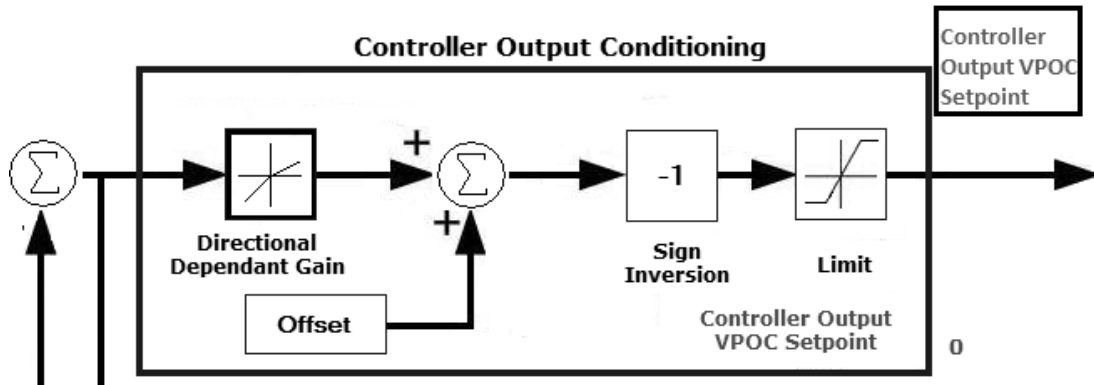 Controller Output Conditioning
Controller
Output VPOC
Setpoint
Σ
+
Σ
+
-1
Directional
Dependant Gain
Sign
Inversion
Limit
Offset
Controller Output
VPOC Setpoint
0